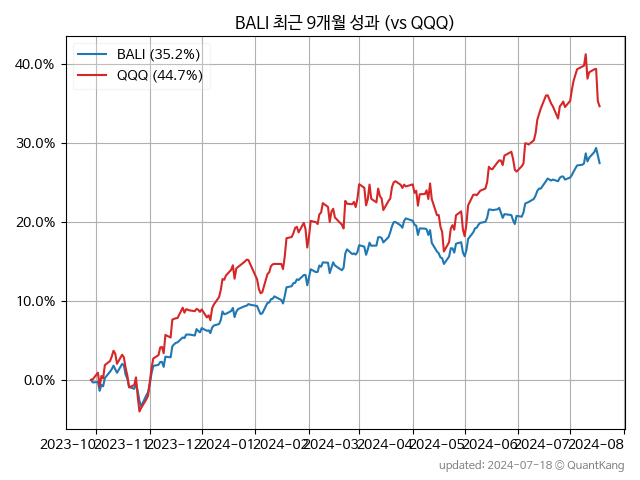 BALI 최근 9개월 성과 (vs QQQ)
BALI (35.2%)
QQQ (44.7%)
40.0%
30.0%
20.0%
10.0%
0.0%
2023-10 2023-11 2023-12 2024-01 2024-02 2024-03 2024-04 2024-05 2024-06 2024-07 2024-08
updated: 2024-07-18 © QuantKang